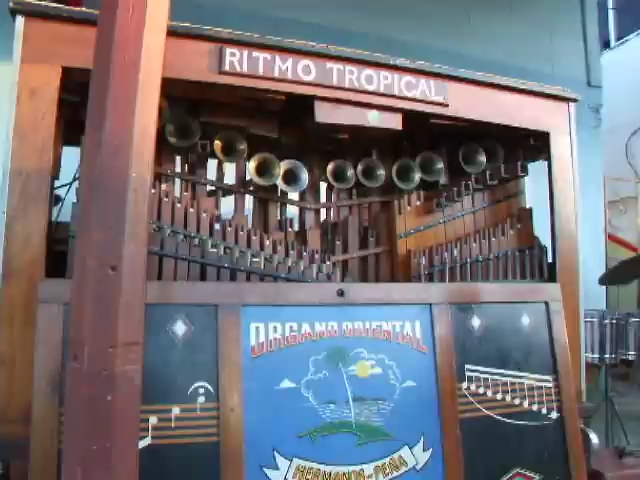 RITMO TROPICAL
ORGANO ORIENTAL
HERMANOS - PEÑA